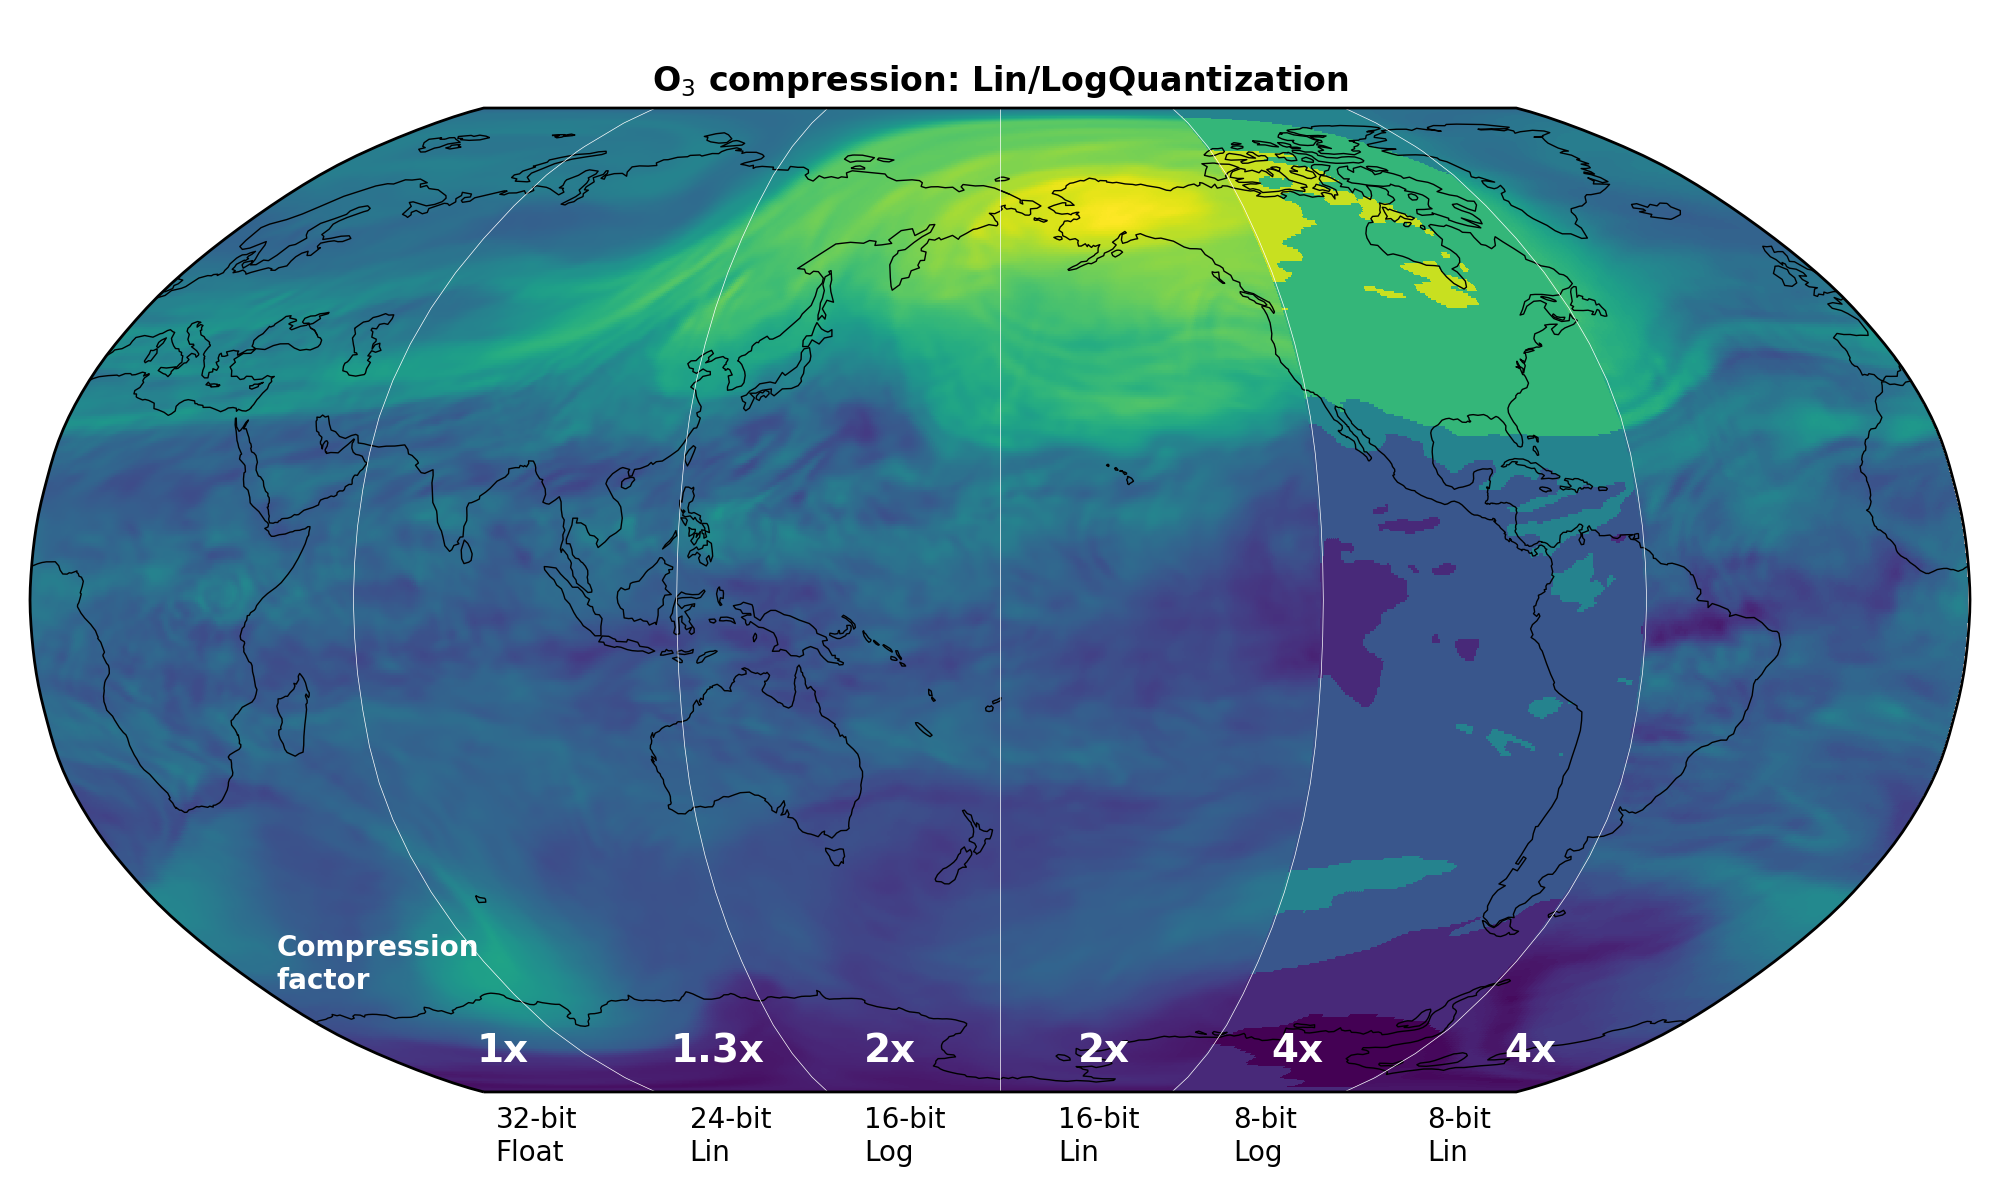 O₃ compression: Lin/LogQuantization
Compression
factor
1x 1.3x 2x 2x 4x 4x
32-bit 24-bit 16-bit 16-bit 8-bit 8-bit
Float Lin Log Lin Log Lin